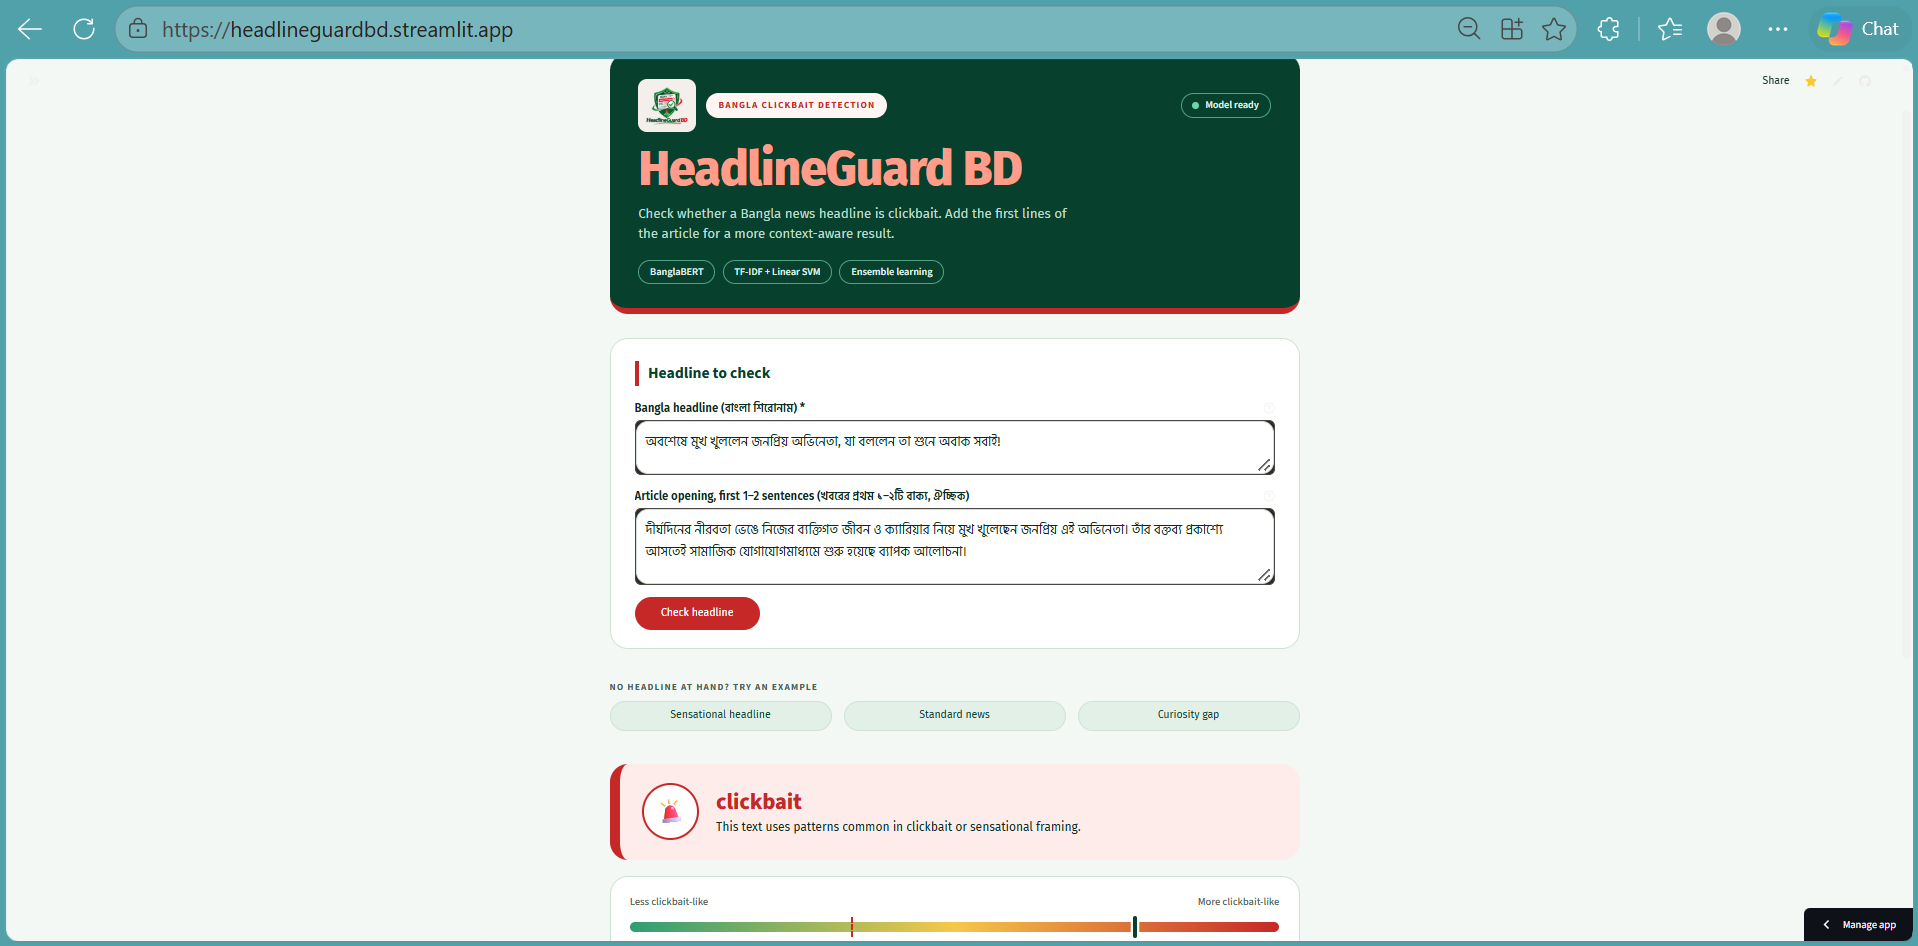 https://headlineguardbd.streamlit.app
Chat
Share
HeadlineGuardBD
BANGLA CLICKBAIT DETECTION
Model ready
HeadlineGuard BD
Check whether a Bangla news headline is clickbait. Add the first lines of
the article for a more context-aware result.
BanglaBERT
TF-IDF + Linear SVM
Ensemble learning
Headline to check
Bangla headline (বাংলা শিরোনাম) *
অবশেষে মুখ খুললেন জনপ্রিয় অভিনেতা, যা বললেন তা শুনে অবাক সবাই!
Article opening, first 1–2 sentences (খবরের প্রথম ১–২টি বাক্য, ঐচ্ছিক)
দীর্ঘদিনের নীরবতা ভেঙে নিজের ব্যক্তিগত জীবন ও ক্যারিয়ার নিয়ে মুখ খুলেছেন জনপ্রিয় এই অভিনেতা। তাঁর বক্তব্য প্রকাশ্যে
আসতেই সামাজিক যোগাযোগমাধ্যমে শুরু হয়েছে ব্যাপক আলোচনা।
Check headline
NO HEADLINE AT HAND? TRY AN EXAMPLE
Sensational headline
Standard news
Curiosity gap
clickbait
This text uses patterns common in clickbait or sensational framing.
Less clickbait-like
More clickbait-like
Manage app